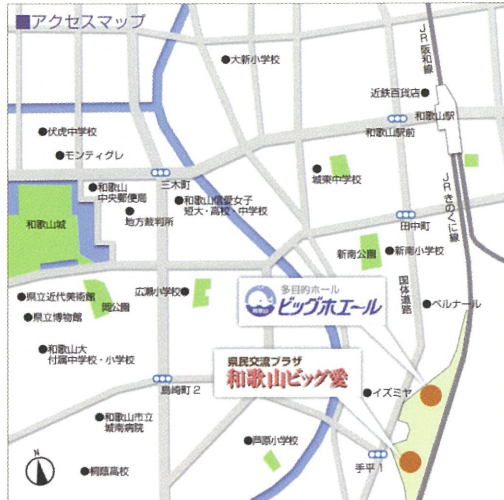 ■アクセスマップ
JR阪和線
●大新小学校
近鉄百貨店●
和歌山駅
和歌山駅前
●伏虎中学校
●モンティグレ
三木町
●城東中学校
●和歌山
中央郵便局
●和歌山信愛女子
短大・高校・中学校
●地方裁判所
JRきのくに線
田中町
和歌山城
新南公園
●新南小学校
国体道路
多目的ホール
ビッグホエール
●ベルナール
●県立近代美術館
岡公園
広瀬小学校●
●県立博物館
県民交流プラザ
和歌山ビッグ愛
●和歌山大
付属中学校・小学校
島崎町2
●イズミヤ
●和歌山市立
城南病院
●芦原小学校
手平1
N
●桐蔭高校